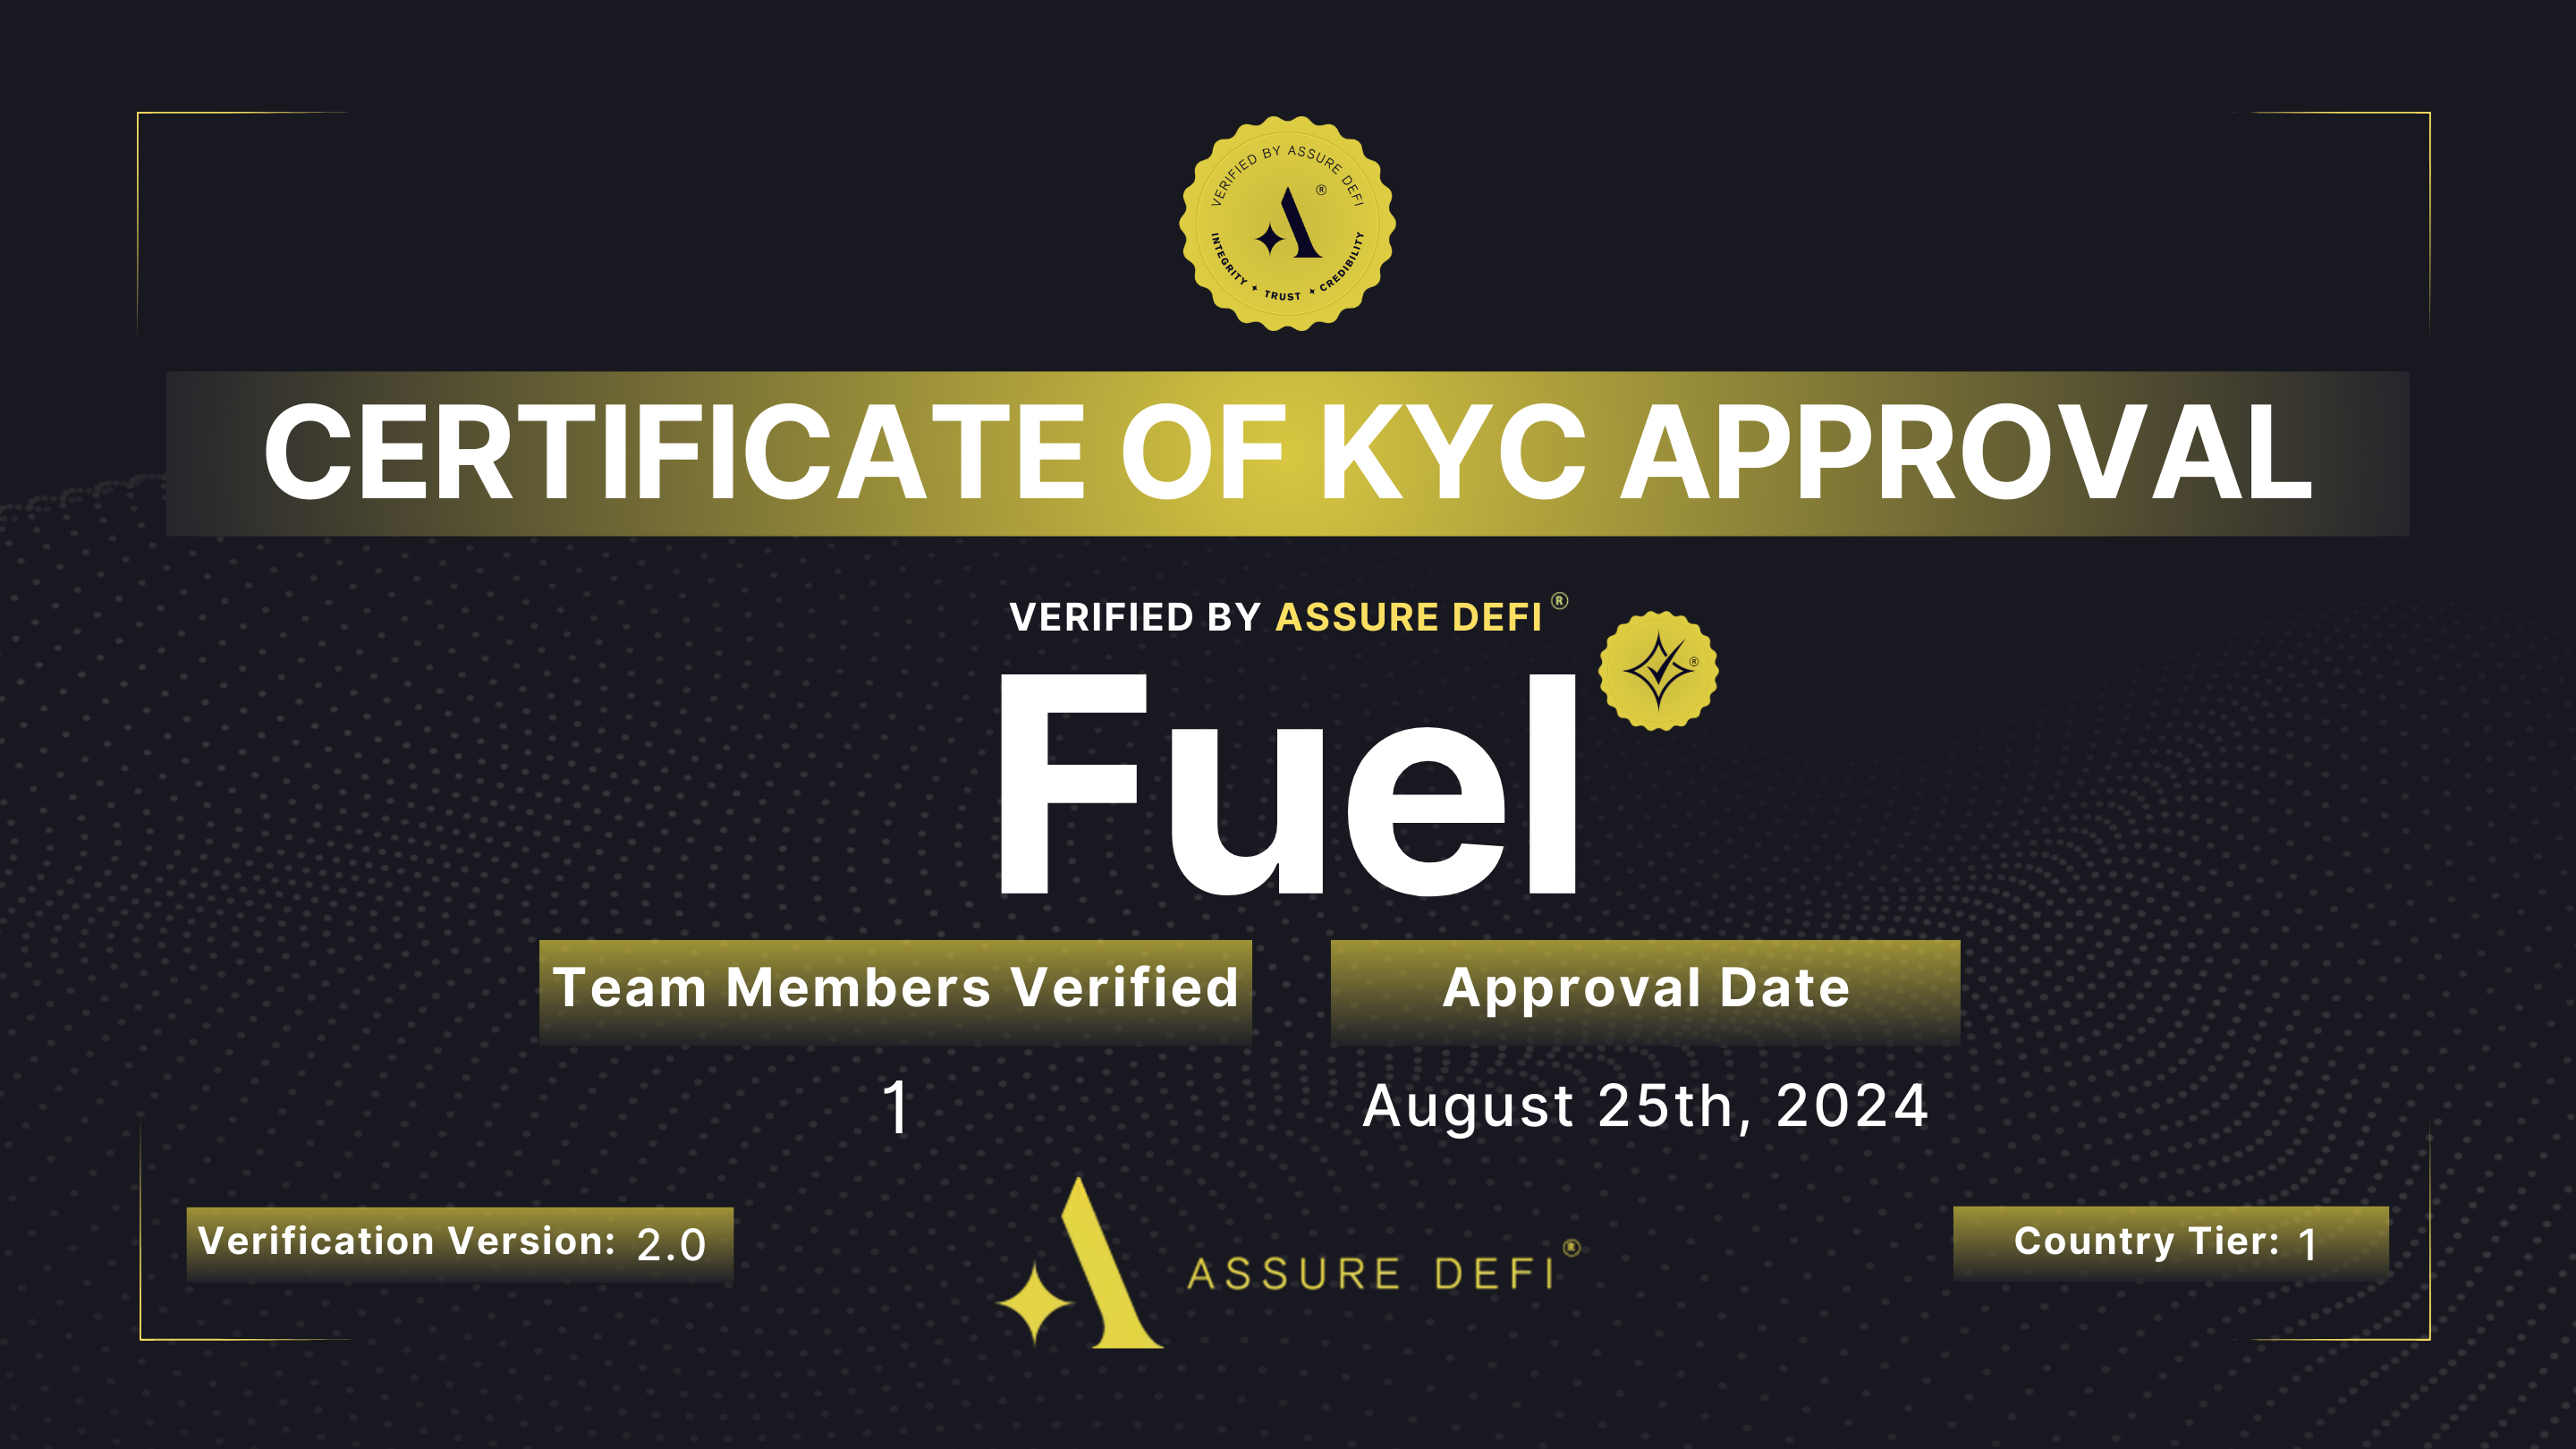 VERIFIED BY ASSURE DEFI
A ®
INTEGRITY ✦ TRUST ✦ CREDIBILITY
CERTIFICATE OF KYC APPROVAL
VERIFIED BY ASSURE DEFI ®
Fuel
®
Team Members Verified
Approval Date
1
August 25th, 2024
Verification Version: 2.0
ASSURE DEFI ®
Country Tier: 1